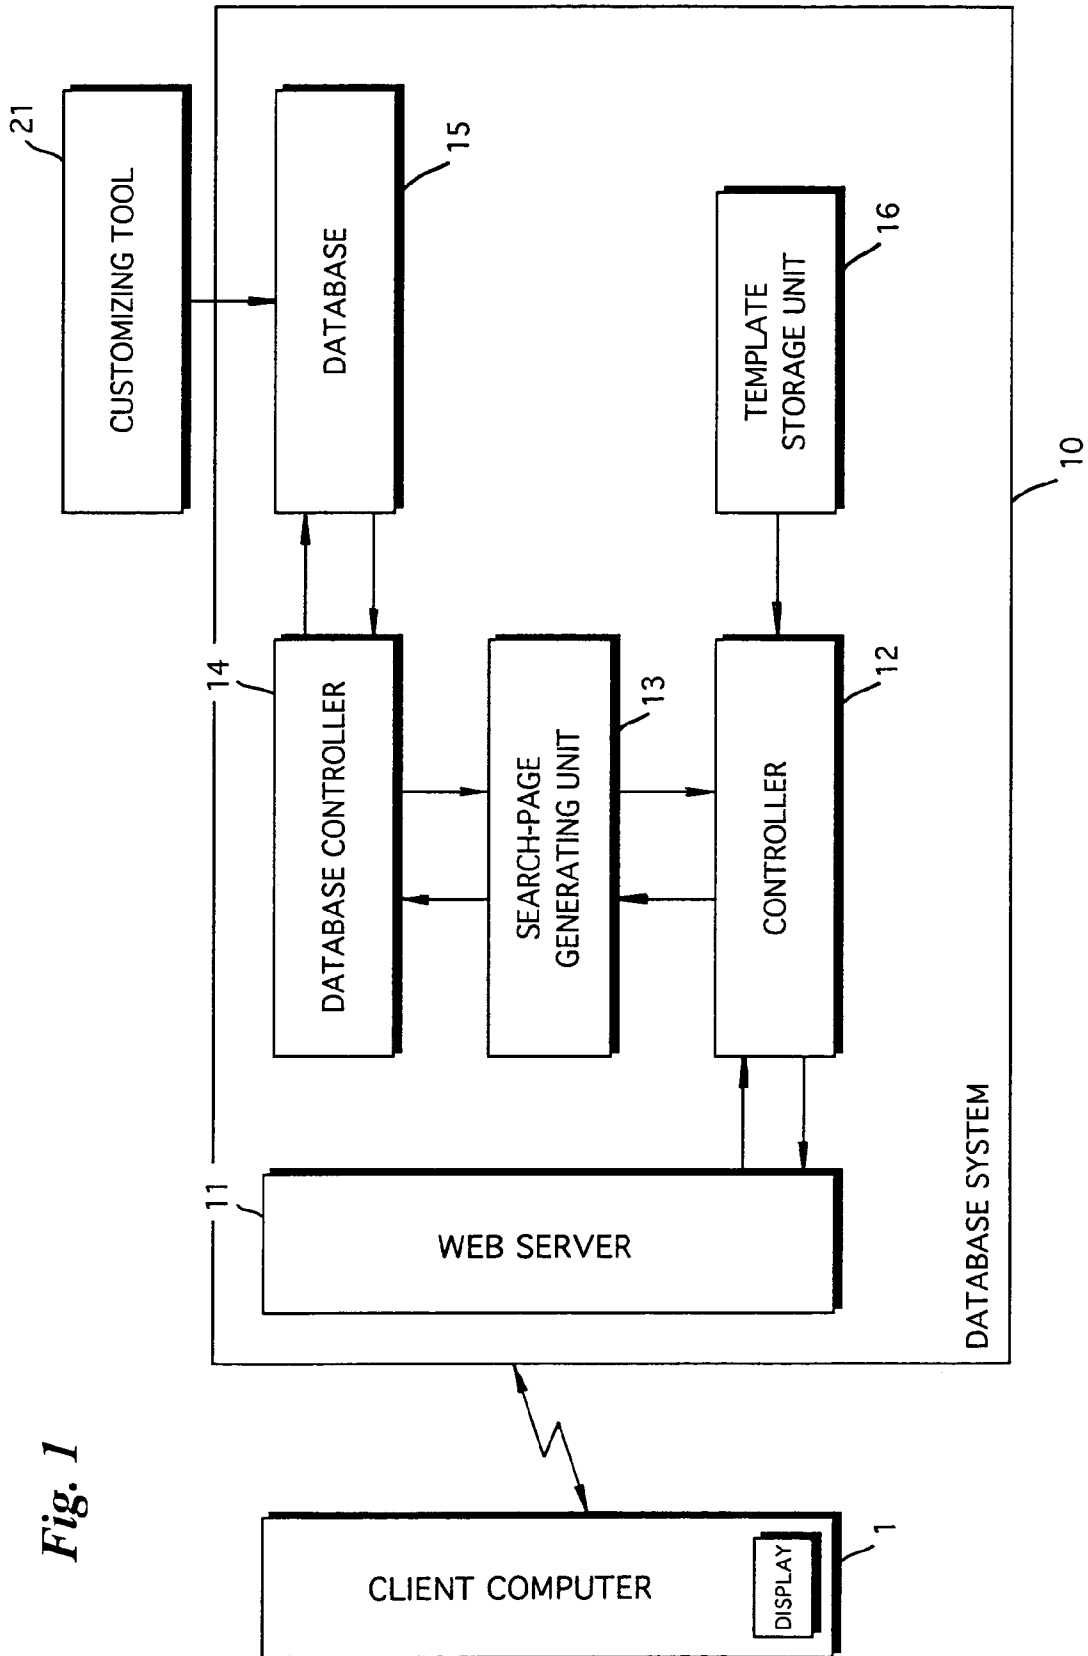 Fig. 1
21
CUSTOMIZING TOOL
14
DATABASE CONTROLLER
DATABASE
15
11
WEB SERVER
SEARCH-PAGE
GENERATING UNIT
13
CONTROLLER
12
TEMPLATE
STORAGE UNIT
16
CLIENT COMPUTER
DISPLAY
1
DATABASE SYSTEM
10